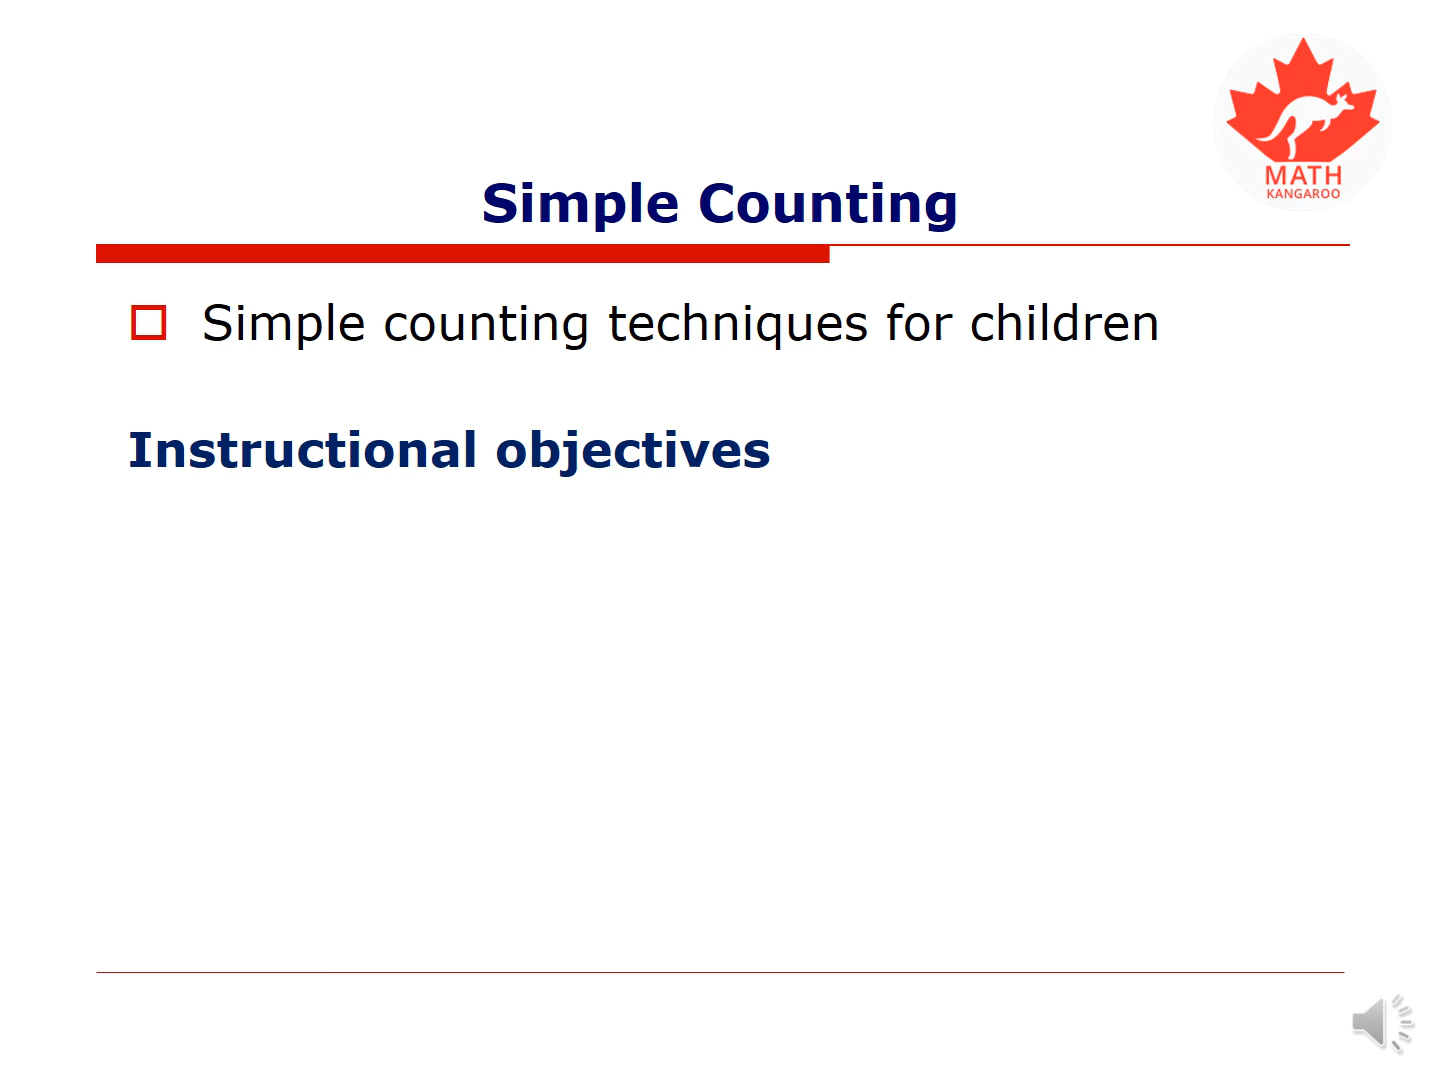 MATH
KANGAROO
Simple Counting
Simple counting techniques for children
Instructional objectives